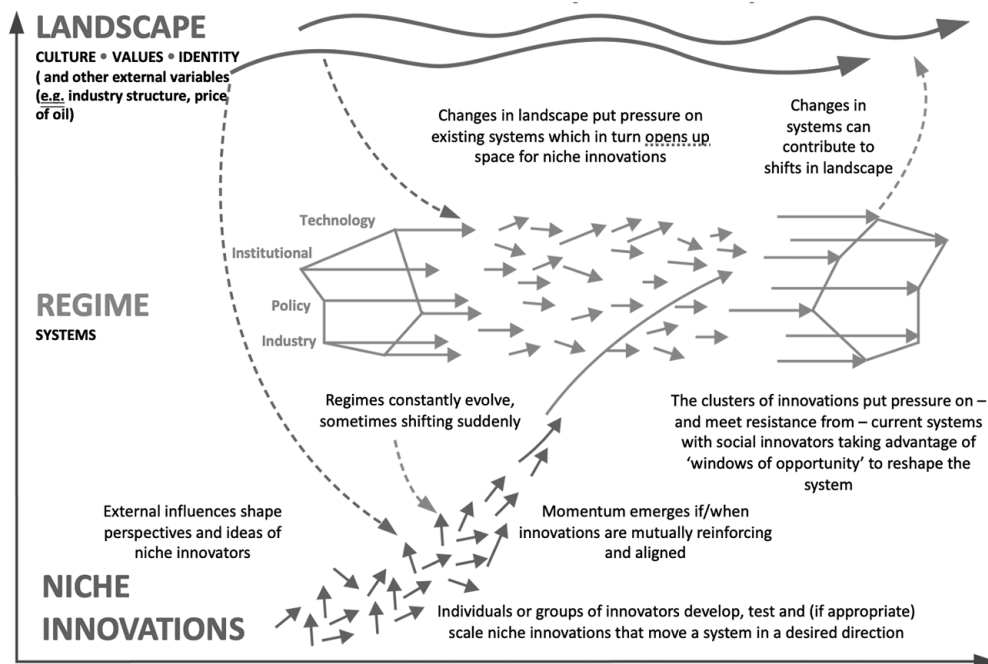 LANDSCAPE
CULTURE • VALUES • IDENTITY
( and other external variables
(e.g. industry structure, price
of oil)
Changes in landscape put pressure on
existing systems which in turn opens up
space for niche innovations
Changes in
systems can
contribute to
shifts in landscape
Technology
Institutional
Policy
Industry
REGIME
SYSTEMS
Regimes constantly evolve,
sometimes shifting suddenly
The clusters of innovations put pressure on –
and meet resistance from – current systems
with social innovators taking advantage of
‘windows of opportunity’ to reshape the
system
External influences shape
perspectives and ideas of
niche innovators
Momentum emerges if/when
innovations are mutually reinforcing
and aligned
NICHE
INNOVATIONS
Individuals or groups of innovators develop, test and (if appropriate)
scale niche innovations that move a system in a desired direction